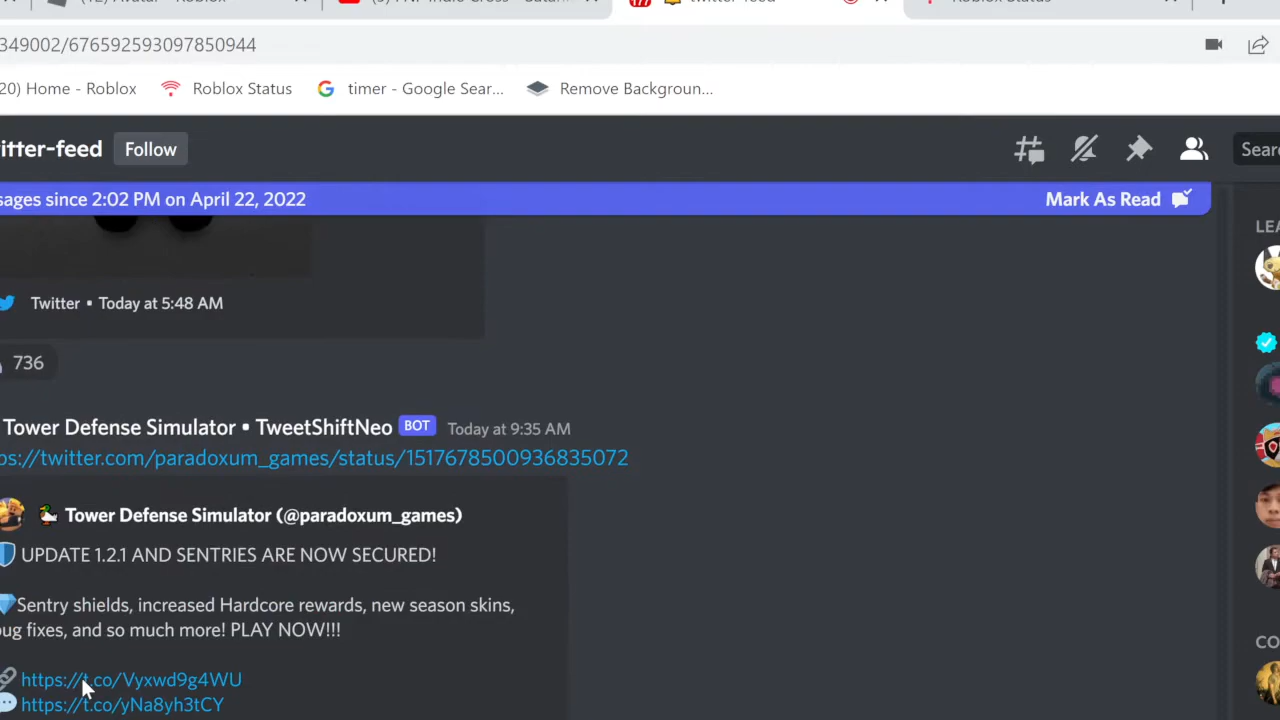 349002/676592593097850944
20) Home - Roblox
Roblox Status
timer - Google Sear...
Remove Backgroun...
itter-feed
Follow
Sear
sages since 2:02 PM on April 22, 2022
Mark As Read
LEA
Twitter • Today at 5:48 AM
736
Tower Defense Simulator • TweetShiftNeo BOT Today at 9:35 AM
ps://twitter.com/paradoxum_games/status/1517678500936835072
Tower Defense Simulator (@paradoxum_games)
UPDATE 1.2.1 AND SENTRIES ARE NOW SECURED!
Sentry shields, increased Hardcore rewards, new season skins,
bug fixes, and so much more! PLAY NOW!!!
https://t.co/Vyxwd9g4WU
https://t.co/yNa8yh3tCY
CO